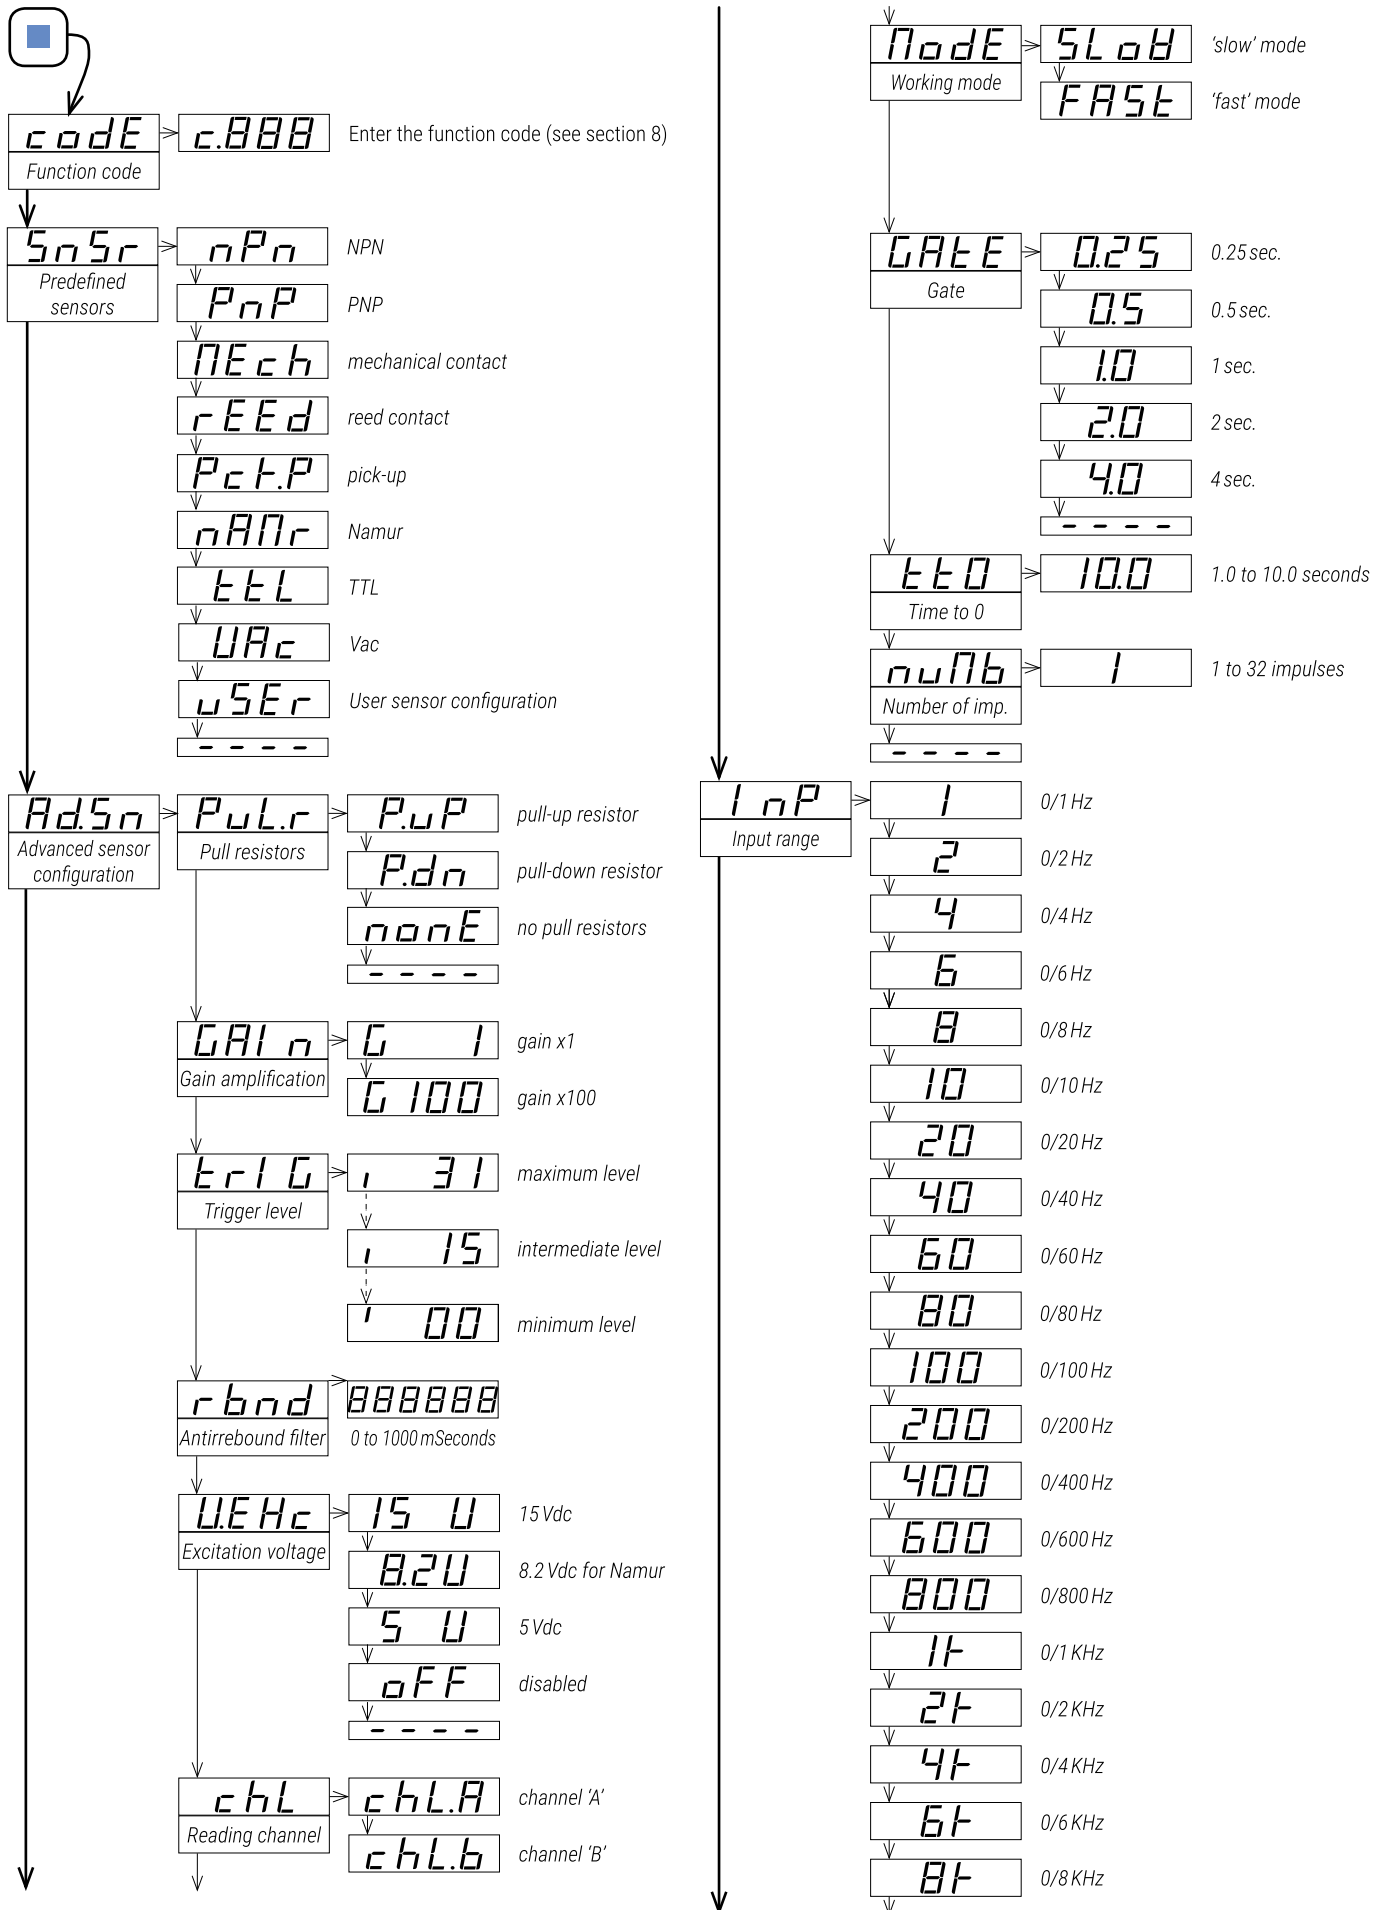 codE c.888 Enter the function code (see section 8)
Function code
SnSr nPn NPN
Predefined
sensors
PnP PNP
MEch mechanical contact
rEEd reed contact
Pck.P pick-up
nAMr Namur
ttL TTL
VAc Vac
uSEr User sensor configuration
----
Ad.Sn PuL.r P.uP pull-up resistor
Advanced sensor
configuration
Pull resistors
P.dn pull-down resistor
nonE no pull resistors
----
GAIn G 1 gain x1
Gain amplification
G100 gain x100
trIG 31 maximum level
Trigger level
15 intermediate level
00 minimum level
rbnd 888888
Antirrebound filter 0 to 1000 mSeconds
V.EHc 15 V 15 Vdc
Excitation voltage
8.2V 8.2 Vdc for Namur
5 V 5 Vdc
oFF disabled
----
chL chL.A channel 'A'
Reading channel
chL.b channel 'B'
ModE SLoW 'slow' mode
Working mode
FASt 'fast' mode
GAtE 0.25 0.25 sec.
Gate
0.5 0.5 sec.
1.0 1 sec.
2.0 2 sec.
4.0 4 sec.
----
tt0 10.0 1.0 to 10.0 seconds
Time to 0
nuMb 1 1 to 32 impulses
Number of imp.
----
InP 1 0/1 Hz
Input range
2 0/2 Hz
4 0/4 Hz
6 0/6 Hz
8 0/8 Hz
10 0/10 Hz
20 0/20 Hz
40 0/40 Hz
60 0/60 Hz
80 0/80 Hz
100 0/100 Hz
200 0/200 Hz
400 0/400 Hz
600 0/600 Hz
800 0/800 Hz
1k 0/1 KHz
2k 0/2 KHz
4k 0/4 KHz
6k 0/6 KHz
8k 0/8 KHz